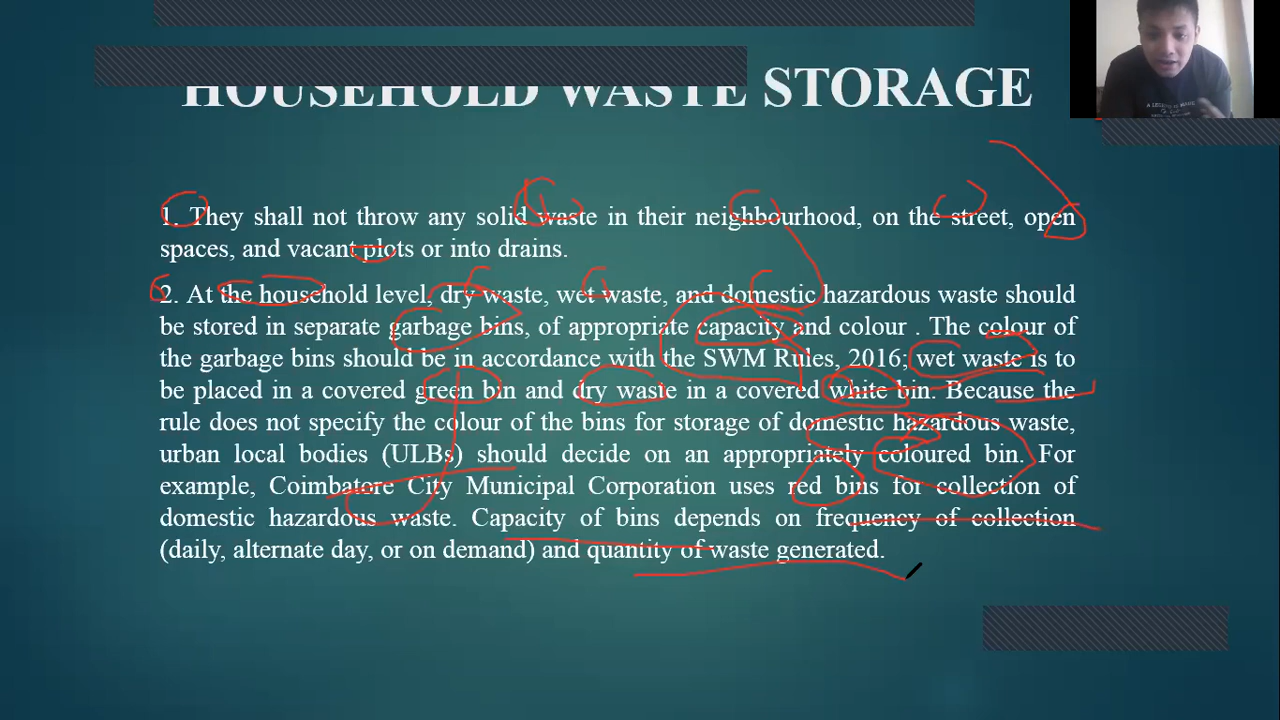 HOUSEHOLD WASTE STORAGE
1. They shall not throw any solid waste in their neighbourhood, on the street, open
spaces, and vacant plots or into drains.
2. At the household level, dry waste, wet waste, and domestic hazardous waste should
be stored in separate garbage bins, of appropriate capacity and colour . The colour of
the garbage bins should be in accordance with the SWM Rules, 2016; wet waste is to
be placed in a covered green bin and dry waste in a covered white bin. Because the
rule does not specify the colour of the bins for storage of domestic hazardous waste,
urban local bodies (ULBs) should decide on an appropriately coloured bin. For
example, Coimbatore City Municipal Corporation uses red bins for collection of
domestic hazardous waste. Capacity of bins depends on frequency of collection
(daily, alternate day, or on demand) and quantity of waste generated.